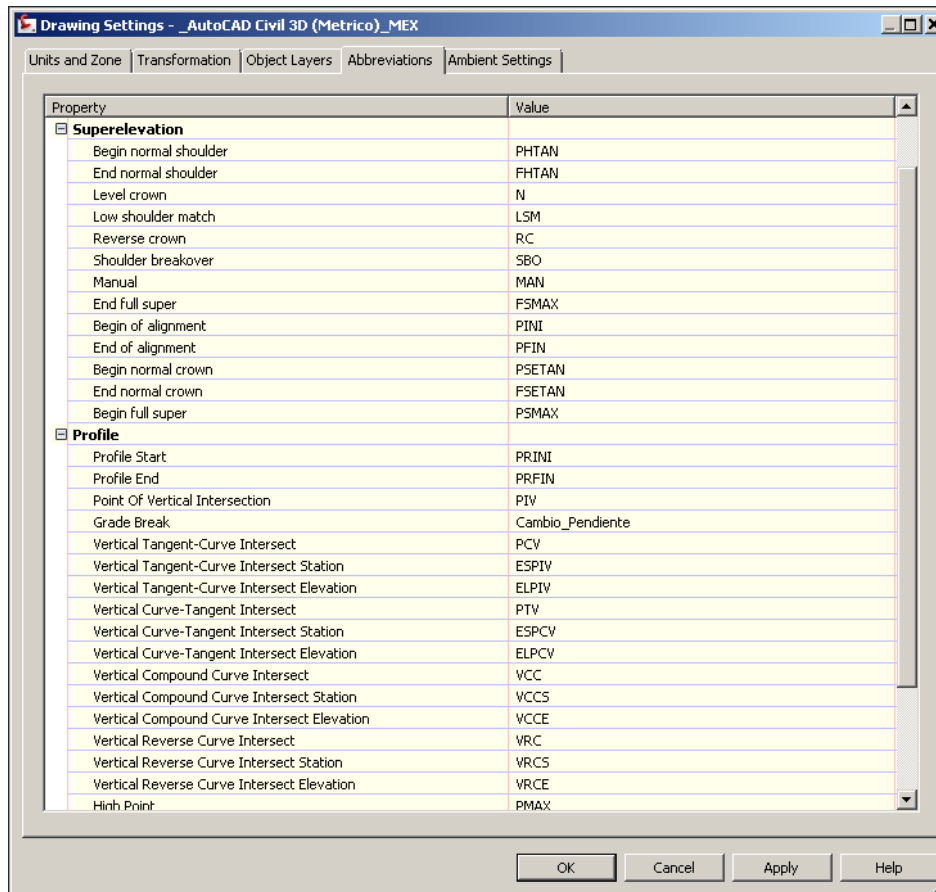 Drawing Settings - _AutoCAD Civil 3D (Metrico)_MEX
Units and Zone Transformation Object Layers Abbreviations Ambient Settings
Property Value
Superelevation
Begin normal shoulder PHTAN
End normal shoulder FHTAN
Level crown N
Low shoulder match LSM
Reverse crown RC
Shoulder breakover SBO
Manual MAN
End full super FSMAX
Begin of alignment PINI
End of alignment PFIN
Begin normal crown PSETAN
End normal crown FSETAN
Begin full super PSMAX
Profile
Profile Start PRINI
Profile End PRFIN
Point Of Vertical Intersection PIV
Grade Break Cambio_Pendiente
Vertical Tangent-Curve Intersect PCV
Vertical Tangent-Curve Intersect Station ESPIV
Vertical Tangent-Curve Intersect Elevation ELPIV
Vertical Curve-Tangent Intersect PTV
Vertical Curve-Tangent Intersect Station ESPCV
Vertical Curve-Tangent Intersect Elevation ELPCV
Vertical Compound Curve Intersect VCC
Vertical Compound Curve Intersect Station VCCS
Vertical Compound Curve Intersect Elevation VCCE
Vertical Reverse Curve Intersect VRC
Vertical Reverse Curve Intersect Station VRCS
Vertical Reverse Curve Intersect Elevation VRCE
High Point PMAX
OK Cancel Apply Help